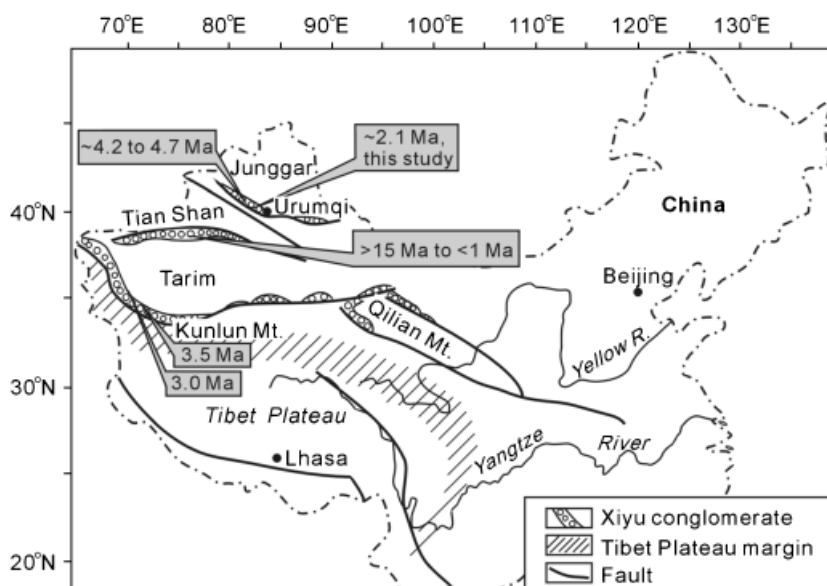 70°E 80°E 90°E 100°E 110°E 120°E 130°E
~4.2 to 4.7 Ma
~2.1 Ma,
this study
Junggar
40°N
Urumqi
China
Tian Shan
>15 Ma to <1 Ma
Tarim
Beijing
Kunlun Mt.
Qilian Mt.
Yellow R.
3.5 Ma
3.0 Ma
30°N
Tibet Plateau
Yangtze River
Lhasa
Xiyu conglomerate
Tibet Plateau margin
Fault
20°N